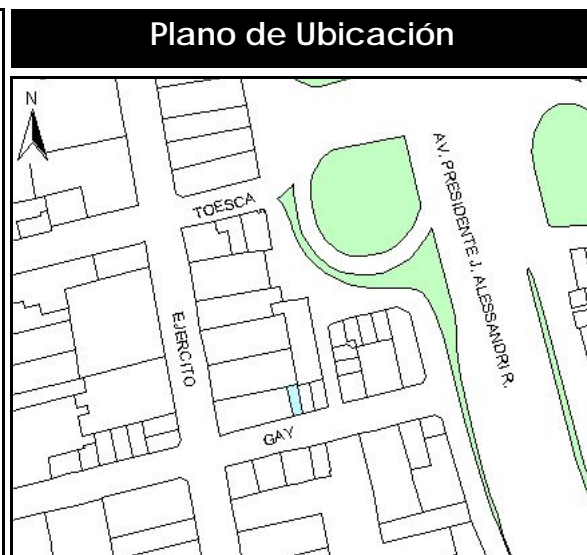 Plano de Ubicación
N
AV. PRESIDENTE J. ALESSANDRI R.
TOESCA
EJERCITO
GAY